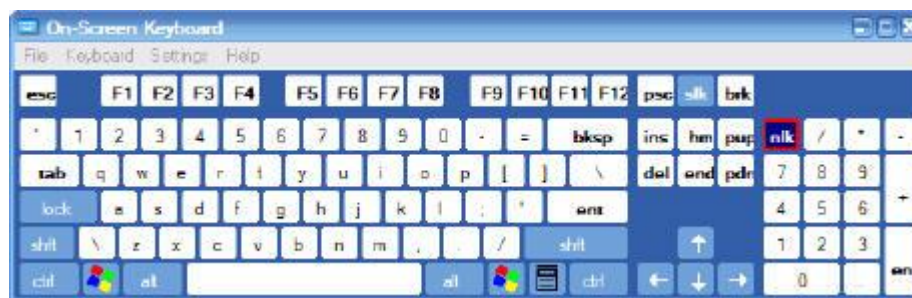 On-Screen Keyboard
File Keyboard Settings Help
esc F1 F2 F3 F4 F5 F6 F7 F8 F9 F10 F11 F12 psc slk brk
` 1 2 3 4 5 6 7 8 9 0 - = bksp ins hm pup nlk / * -
tab q w e r t y u i o p [ ] \ del end pdn 7 8 9 +
lock a s d f g h j k l ; ' ent 4 5 6
shft \ z x c v b n m , . / shft ↑ 1 2 3
ctrl alt alt ctrl ← ↓ → 0 .